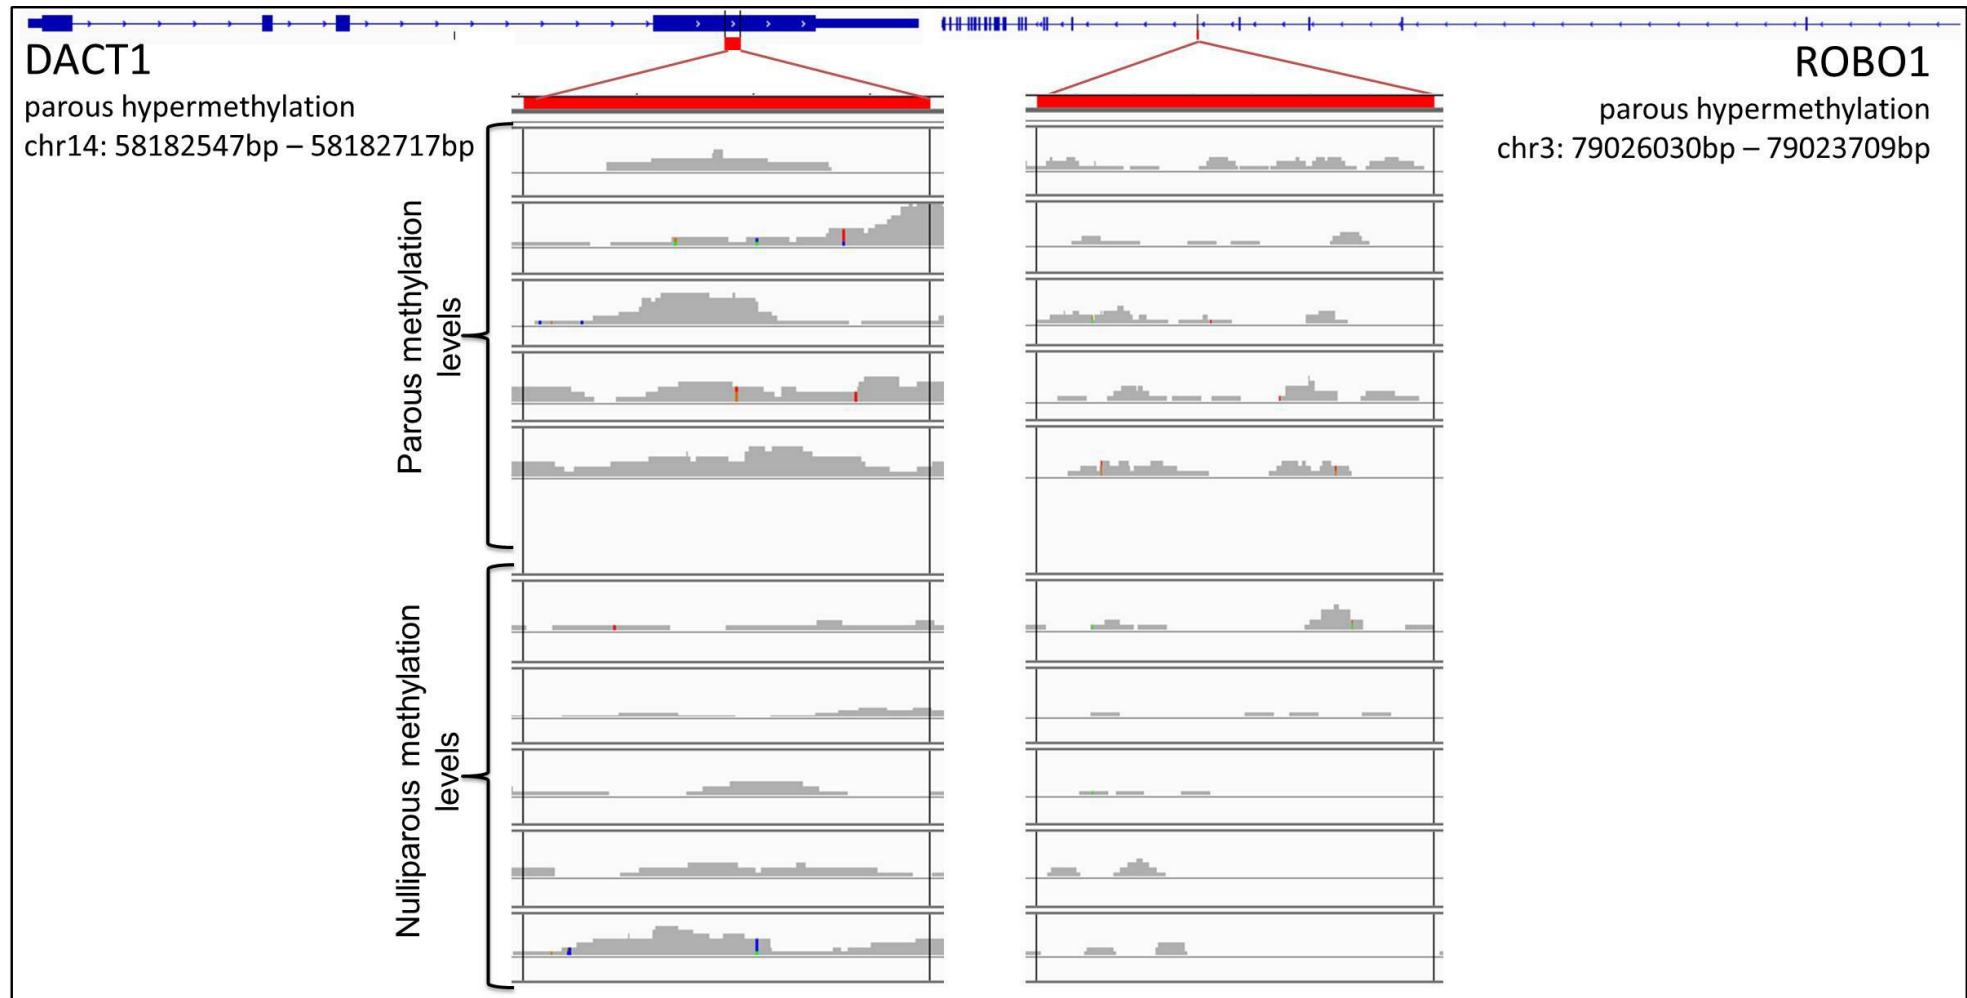 DACT1
parous hypermethylation
chr14: 58182547bp – 58182717bp
ROBO1
parous hypermethylation
chr3: 79026030bp – 79023709bp
Parous methylation
levels
Nulliparous methylation
levels